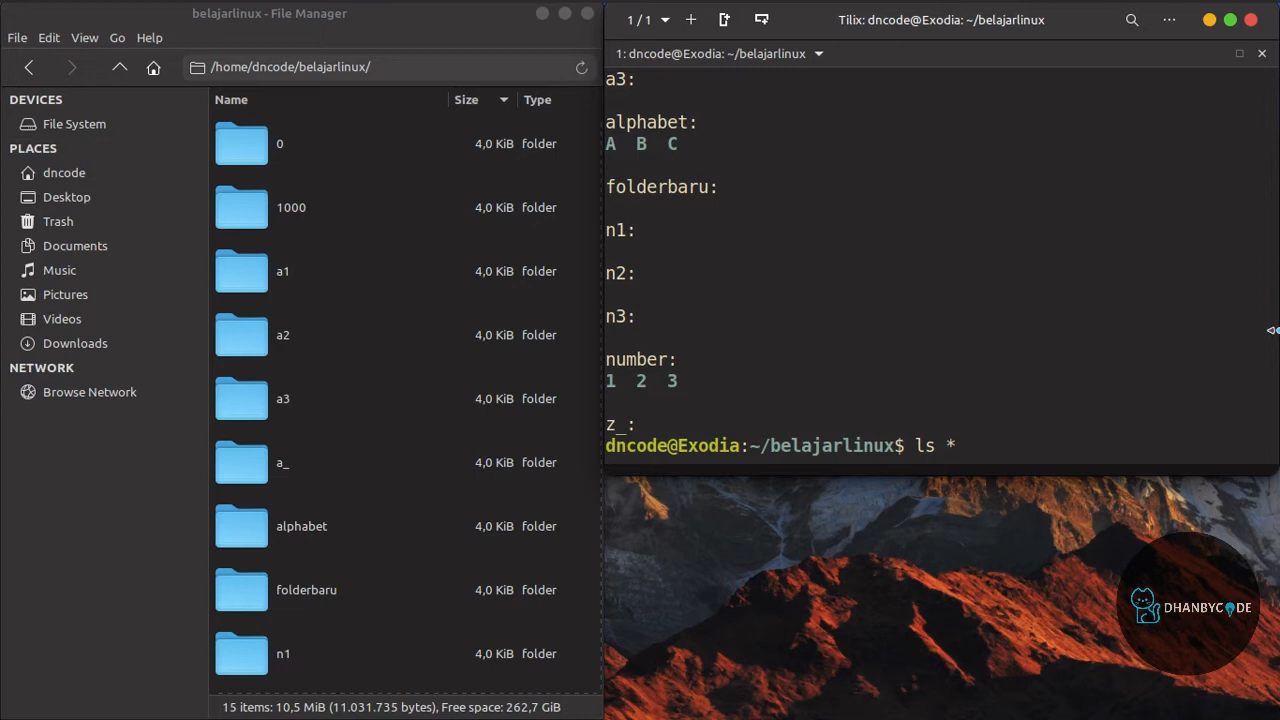 belajarlinux - File Manager
File Edit View Go Help
/home/dncode/belajarlinux/
DEVICES
File System
PLACES
dncode
Desktop
Trash
Documents
Music
Pictures
Videos
Downloads
NETWORK
Browse Network
Name Size Type
0 4,0 KiB folder
1000 4,0 KiB folder
a1 4,0 KiB folder
a2 4,0 KiB folder
a3 4,0 KiB folder
a_ 4,0 KiB folder
alphabet 4,0 KiB folder
folderbaru 4,0 KiB folder
n1 4,0 KiB folder
15 items: 10,5 MiB (11.031.735 bytes), Free space: 262,7 GiB
1 / 1
Tilix: dncode@Exodia: ~/belajarlinux
1: dncode@Exodia: ~/belajarlinux
a3:
alphabet:
A B C
folderbaru:
n1:
n2:
n3:
number:
1 2 3
z_:
dncode@Exodia:~/belajarlinux$ ls *
DHANBYCODE